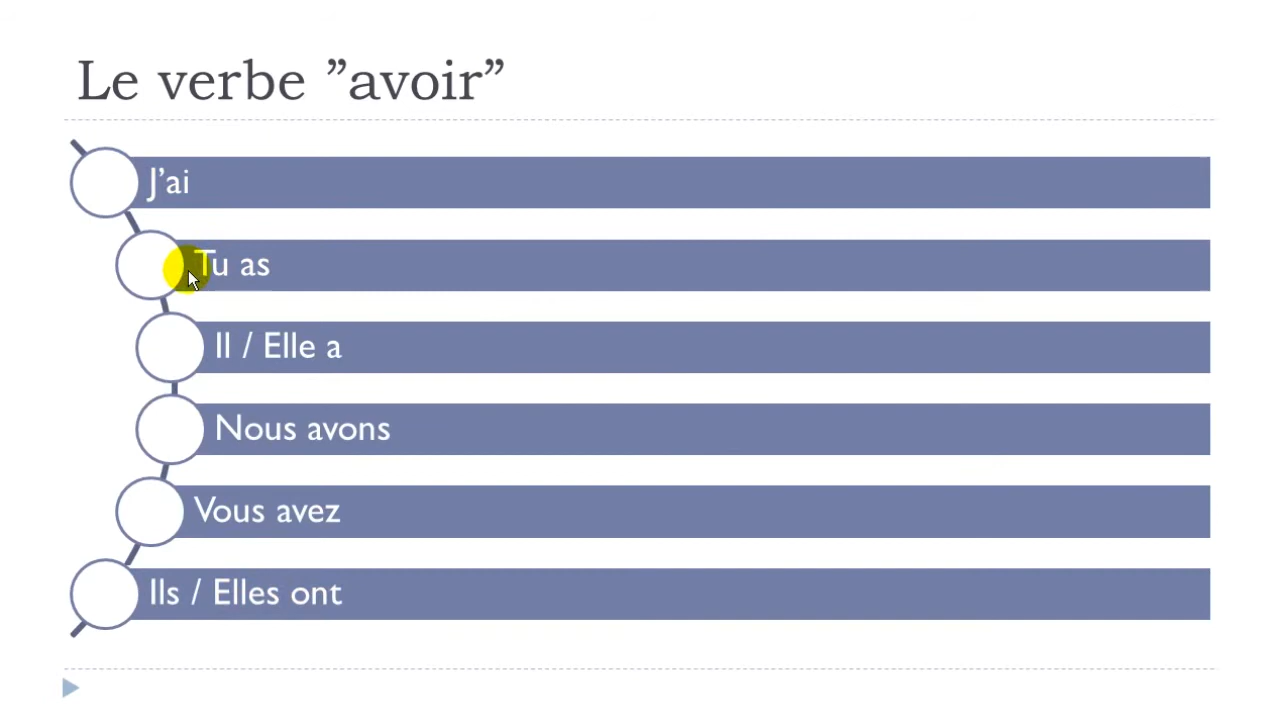 Le verbe ”avoir”
J’ai
Tu as
Il / Elle a
Nous avons
Vous avez
Ils / Elles ont